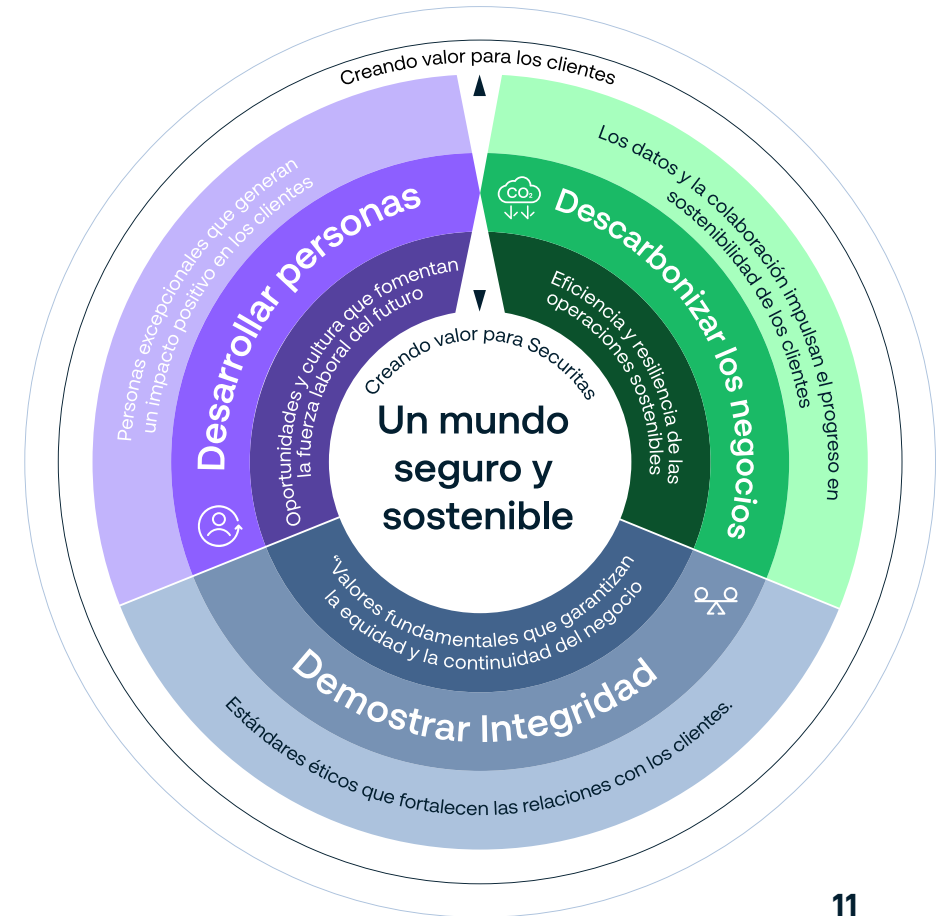 Creando valor para los clientes
Personas excepcionales que generan
un impacto positivo en los clientes
Desarrollar personas
Oportunidades y cultura que fomentan
la fuerza laboral del futuro
Los datos y la colaboración impulsan el progreso en
sostenibilidad de los clientes
CO₂
Descarbonizar los negocios
Eficiencia y resiliencia de las
operaciones sostenibles
Creando valor para Securitas
Un mundo
seguro y
sostenible
“Valores fundamentales que garantizan
la equidad y la continuidad del negocio
Demostrar Integridad
Estándares éticos que fortalecen las relaciones con los clientes.
11